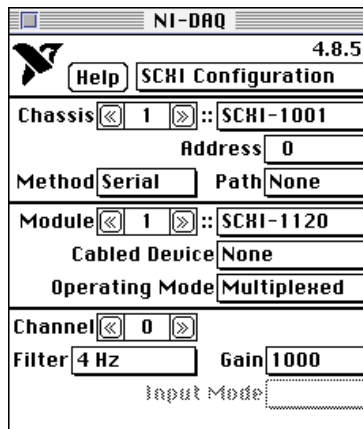 NI-DAQ
4.8.5
Help SCXI Configuration
Chassis « 1 » :: SCXI-1001
Address 0
Method Serial Path None
Module « 1 » :: SCXI-1120
Cabled Device None
Operating Mode Multiplexed
Channel « 0 »
Filter 4 Hz Gain 1000
Input Mode